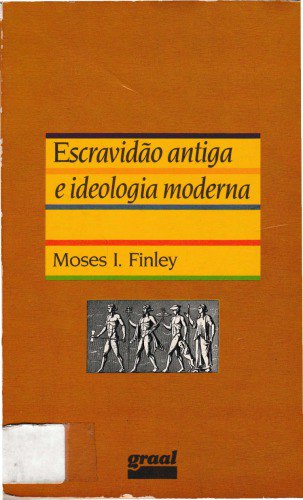 Escravidão antiga
e ideologia moderna
Moses I. Finley
graal